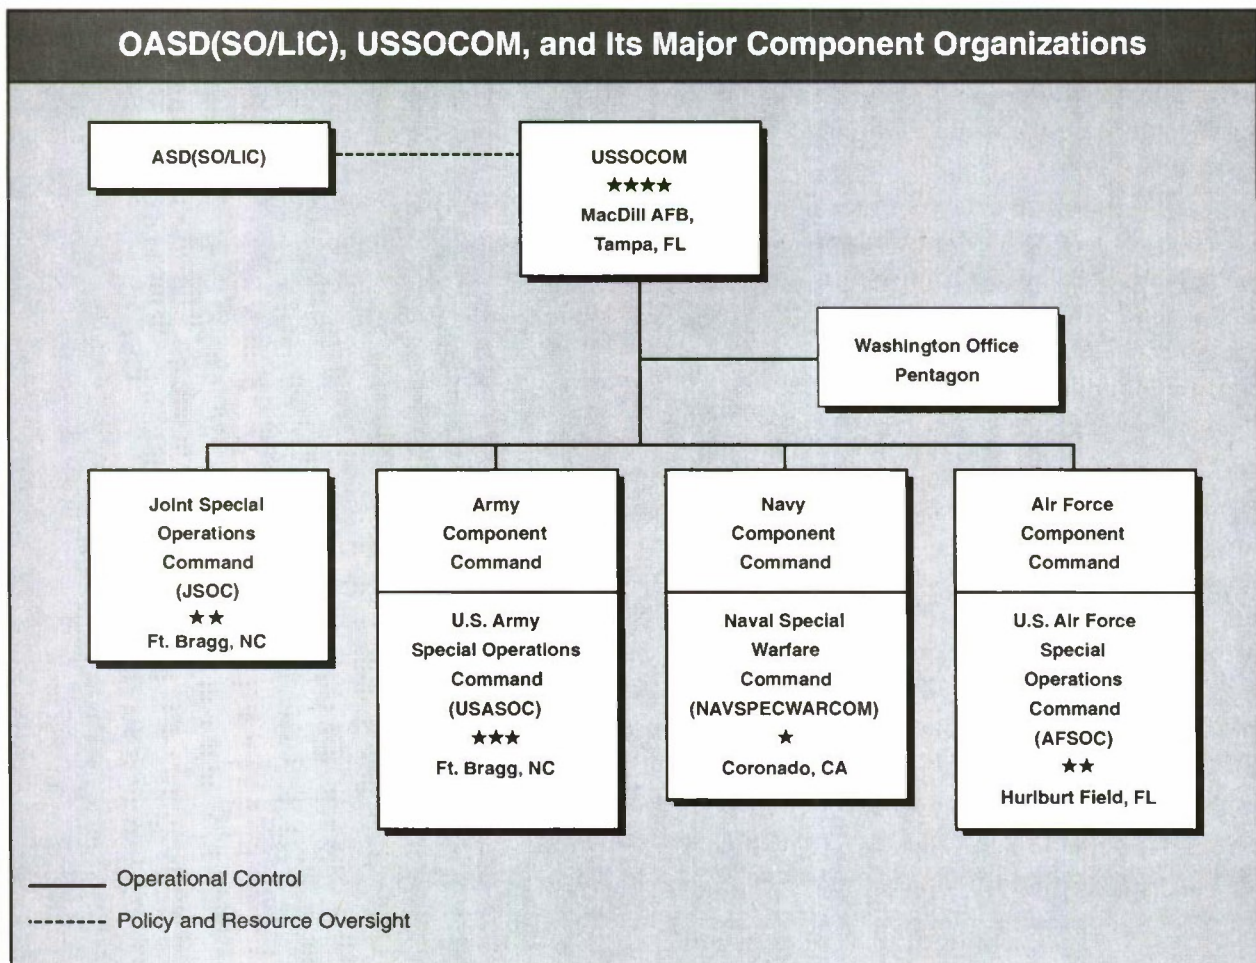 OASD(SO/LIC), USSOCOM, and Its Major Component Organizations
ASD(SO/LIC)
USSOCOM
★★★★
MacDill AFB,
Tampa, FL
Washington Office
Pentagon
Joint Special
Operations
Command
(JSOC)
★★
Ft. Bragg, NC
Army
Component
Command
U.S. Army
Special Operations
Command
(USASOC)
★★★
Ft. Bragg, NC
Navy
Component
Command
Naval Special
Warfare
Command
(NAVSPECWARCOM)
★
Coronado, CA
Air Force
Component
Command
U.S. Air Force
Special
Operations
Command
(AFSOC)
★★
Hurlburt Field, FL
Operational Control
Policy and Resource Oversight